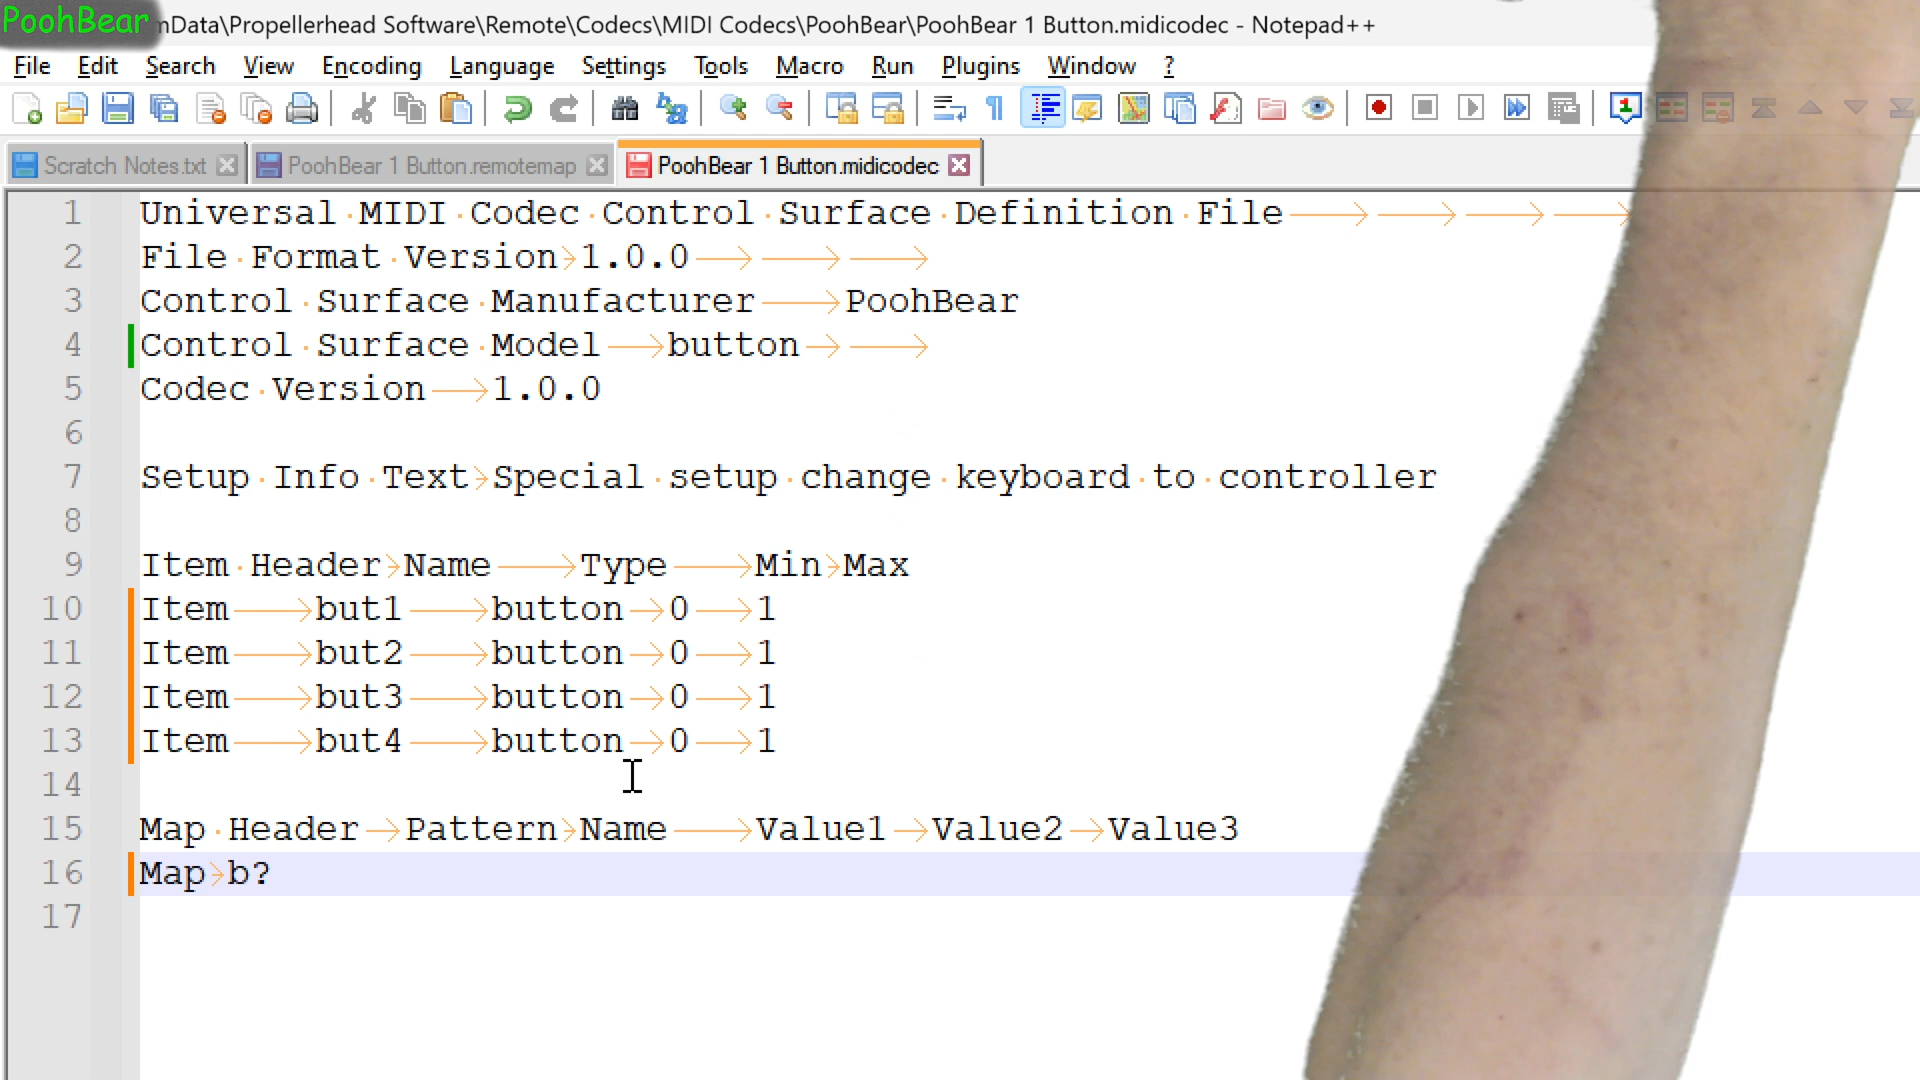 PoohBear
mData\Propellerhead Software\Remote\Codecs\MIDI Codecs\PoohBear\PoohBear 1 Button.midicodec - Notepad++
File Edit Search View Encoding Language Settings Tools Macro Run Plugins Window ?
Scratch Notes.txt PoohBear 1 Button.remotemap PoohBear 1 Button.midicodec
1 Universal MIDI Codec Control Surface Definition File
2 File Format Version 1.0.0
3 Control Surface Manufacturer PoohBear
4 Control Surface Model button
5 Codec Version 1.0.0
6
7 Setup Info Text Special setup change keyboard to controller
8
9 Item Header Name Type Min Max
10 Item but1 button 0 1
11 Item but2 button 0 1
12 Item but3 button 0 1
13 Item but4 button 0 1
14
15 Map Header Pattern Name Value1 Value2 Value3
16 Map b?
17